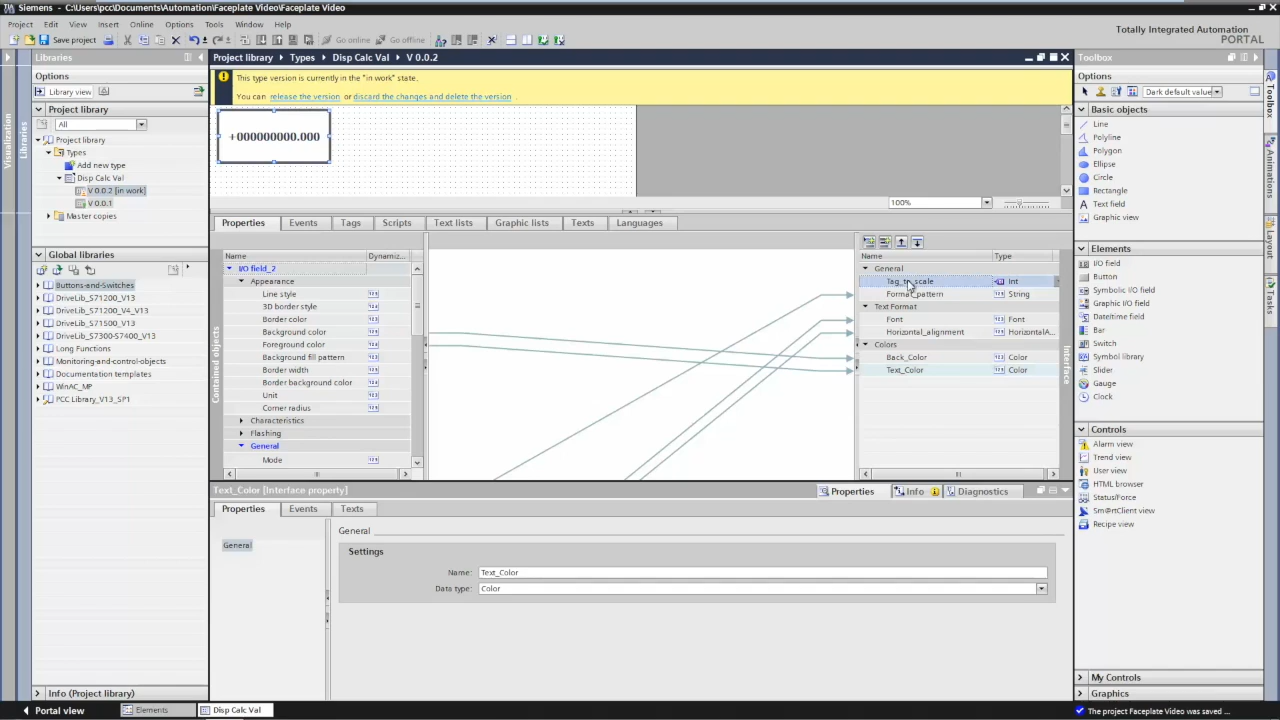 Siemens - C:\Users\pcc\Documents\Automation\Faceplate Video\Faceplate Video
Project Edit View Insert Online Options Tools Window Help
Totally Integrated Automation
PORTAL
Save project Go online Go offline
Libraries
Options
Library view
Project library
All
Project library
Types
Add new type
Disp Calc Val
V 0.0.2 [in work]
V 0.0.1
Master copies
Global libraries
Buttons-and-Switches
DriveLib_S71200_V13
DriveLib_S71200_V4_V13
DriveLib_S71500_V13
DriveLib_S7300-S7400_V13
Long Functions
Monitoring-and-control-objects
Documentation templates
WinAC_MP
PCC Library_V13_SP1
Info (Project library)
Visualization
Libraries
Project library Types Disp Calc Val V 0.0.2
This type version is currently in the "in work" state.
You can release the version or discard the changes and delete the version .
+000000000.000
100%
Properties Events Tags Scripts Text lists Graphic lists Texts Languages
Name Dynamiz...
I/O field_2
Appearance
Line style
3D border style
Border color
Background color
Foreground color
Background fill pattern
Border width
Border background color
Unit
Corner radius
Characteristics
Flashing
General
Mode
Contained objects
Name Type
General
Tag_to_scale Int
Format_pattern String
Text Format
Font Font
Horizontal_alignment HorizontalA...
Colors
Back_Color Color
Text_Color Color
Interface
Text_Color [Interface property]
Properties Info Diagnostics
Properties Events Texts
General
General
Settings
Name: Text_Color
Data type: Color
Toolbox
Options
Dark default value
Basic objects
Line
Polyline
Polygon
Ellipse
Circle
Rectangle
Text field
Graphic view
Elements
I/O field
Button
Symbolic I/O field
Graphic I/O field
Date/time field
Bar
Switch
Symbol library
Slider
Gauge
Clock
Controls
Alarm view
Trend view
User view
HTML browser
Status/Force
Sm@rtClient view
Recipe view
My Controls
Graphics
Toolbox
Animations
Layout
Tasks
Portal view Elements Disp Calc Val The project Faceplate Video was saved ...